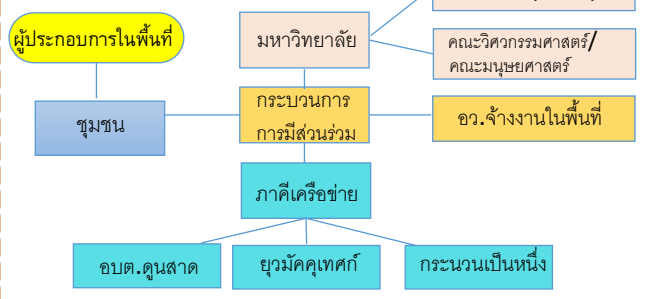 ผู้ประกอบการในพื้นที่
มหาวิทยาลัย
คณะวิศวกรรมศาสตร์/
คณะมนุษยศาสตร์
ชุมชน
กระบวนการ
การมีส่วนร่วม
อว.จ้างงานในพื้นที่
ภาคีเครือข่าย
อบต.ดูนสาด
ยุวมัคคุเทศก์
กระนวนเป็นหนึ่ง